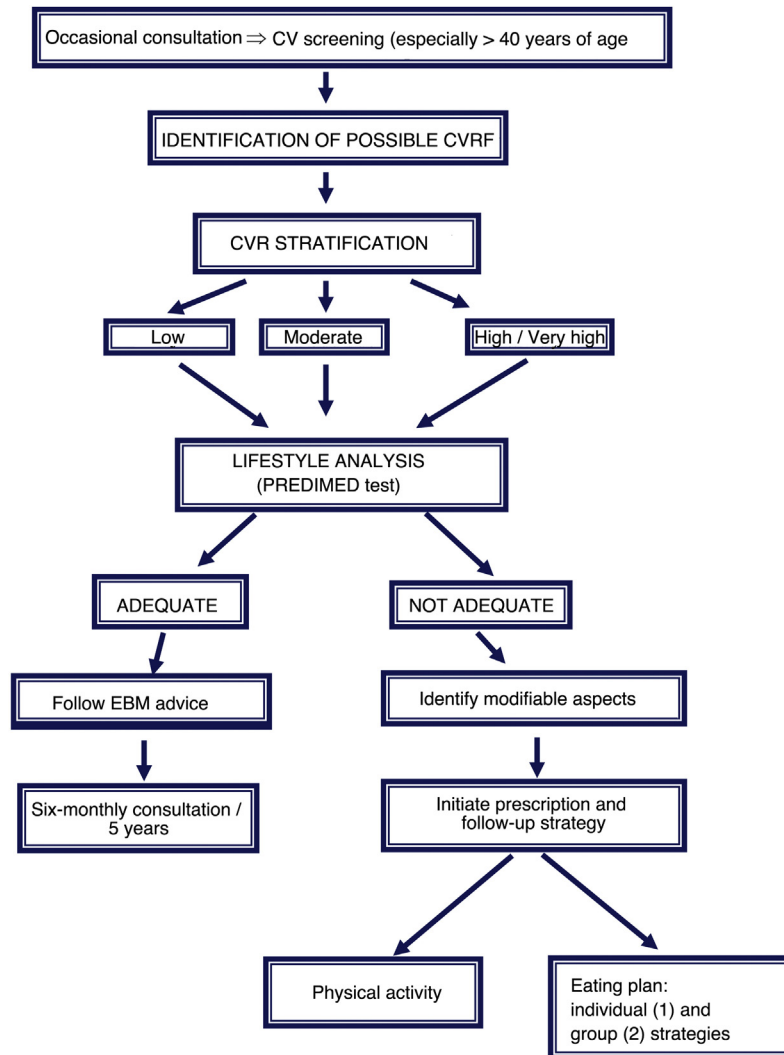 Occasional consultation ⇒ CV screening (especially > 40 years of age
IDENTIFICATION OF POSSIBLE CVRF
CVR STRATIFICATION
Low
Moderate
High / Very high
LIFESTYLE ANALYSIS
(PREDIMED test)
ADEQUATE
NOT ADEQUATE
Follow EBM advice
Identify modifiable aspects
Six-monthly consultation /
5 years
Initiate prescription and
follow-up strategy
Physical activity
Eating plan:
individual (1) and
group (2) strategies